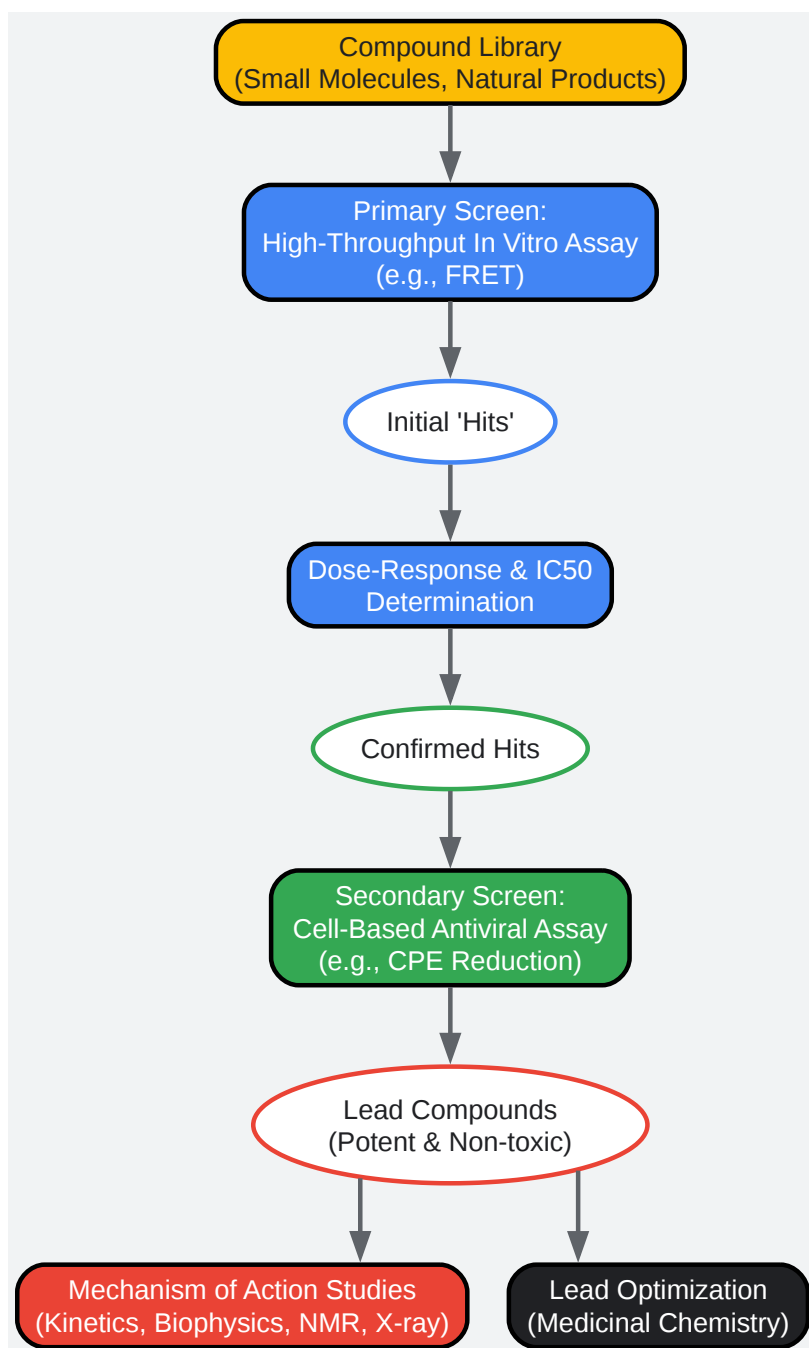 Compound Library
(Small Molecules, Natural Products)
Primary Screen:
High-Throughput In Vitro Assay
(e.g., FRET)
Initial 'Hits'
Dose-Response & IC50
Determination
Confirmed Hits
Secondary Screen:
Cell-Based Antiviral Assay
(e.g., CPE Reduction)
Lead Compounds
(Potent & Non-toxic)
Mechanism of Action Studies
(Kinetics, Biophysics, NMR, X-ray)
Lead Optimization
(Medicinal Chemistry)